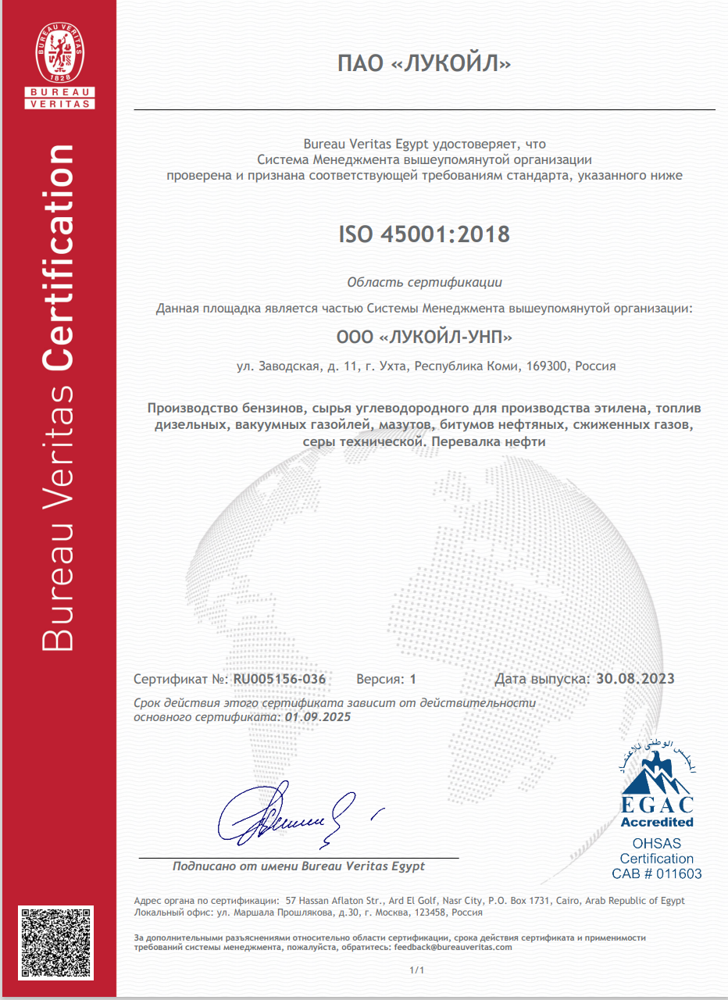 BUREAU VERITAS
1828
BUREAU
VERITAS
Bureau Veritas Certification
ПАО «ЛУКОЙЛ»
Bureau Veritas Egypt удостоверяет, что
Система Менеджмента вышеупомянутой организации
проверена и признана соответствующей требованиям стандарта, указанного ниже
ISO 45001:2018
Область сертификации
Данная площадка является частью Системы Менеджмента вышеупомянутой организации:
ООО «ЛУКОЙЛ-УНП»
ул. Заводская, д. 11, г. Ухта, Республика Коми, 169300, Россия
Производство бензинов, сырья углеводородного для производства этилена, топлив
дизельных, вакуумных газойлей, мазутов, битумов нефтяных, сжиженных газов,
серы технической. Перевалка нефти
Сертификат №: RU005156-036 Версия: 1 Дата выпуска: 30.08.2023
Срок действия этого сертификата зависит от действительности
основного сертификата: 01.09.2025
المجلس الوطنى للاعتماد
EGAC
Accredited
OHSAS
Certification
CAB # 011603
Подписано от имени Bureau Veritas Egypt
Адрес органа по сертификации: 57 Hassan Aflaton Str., Ard El Golf, Nasr City, P.O. Box 1731, Cairo, Arab Republic of Egypt
Локальный офис: ул. Маршала Прошлякова, д.30, г. Москва, 123458, Россия
За дополнительными разъяснениями относительно области сертификации, срока действия сертификата и применимости
требований системы менеджмента, пожалуйста, обратитесь: feedback@bureauveritas.com
1/1